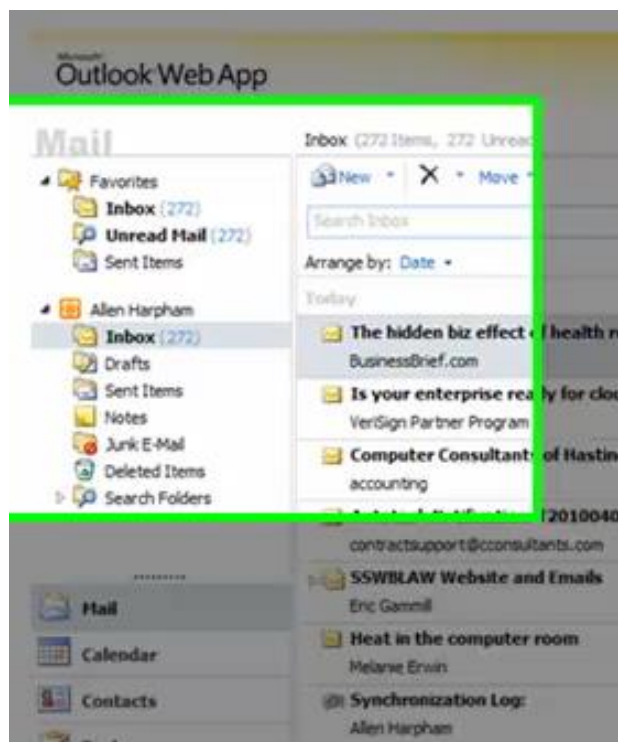 Microsoft
Outlook Web App
Mail
Favorites
Inbox (272)
Unread Mail (272)
Sent Items
Allen Harpham
Inbox (272)
Drafts
Sent Items
Notes
Junk E-Mail
Deleted Items
Search Folders
Mail
Calendar
Contacts
Inbox (272 Items, 272 Unread
New
Move
Search Inbox
Arrange by: Date
Today
The hidden biz effect of health r
BusinessBrief.com
Is your enterprise ready for clou
VeriSign Partner Program
Computer Consultants of Hastin
accounting
contractsupport@cconsultants.com
SSWBLAW Website and Emails
Eric Gammill
Heat in the computer room
Melanie Erwin
Synchronization Log:
Allen Harpham